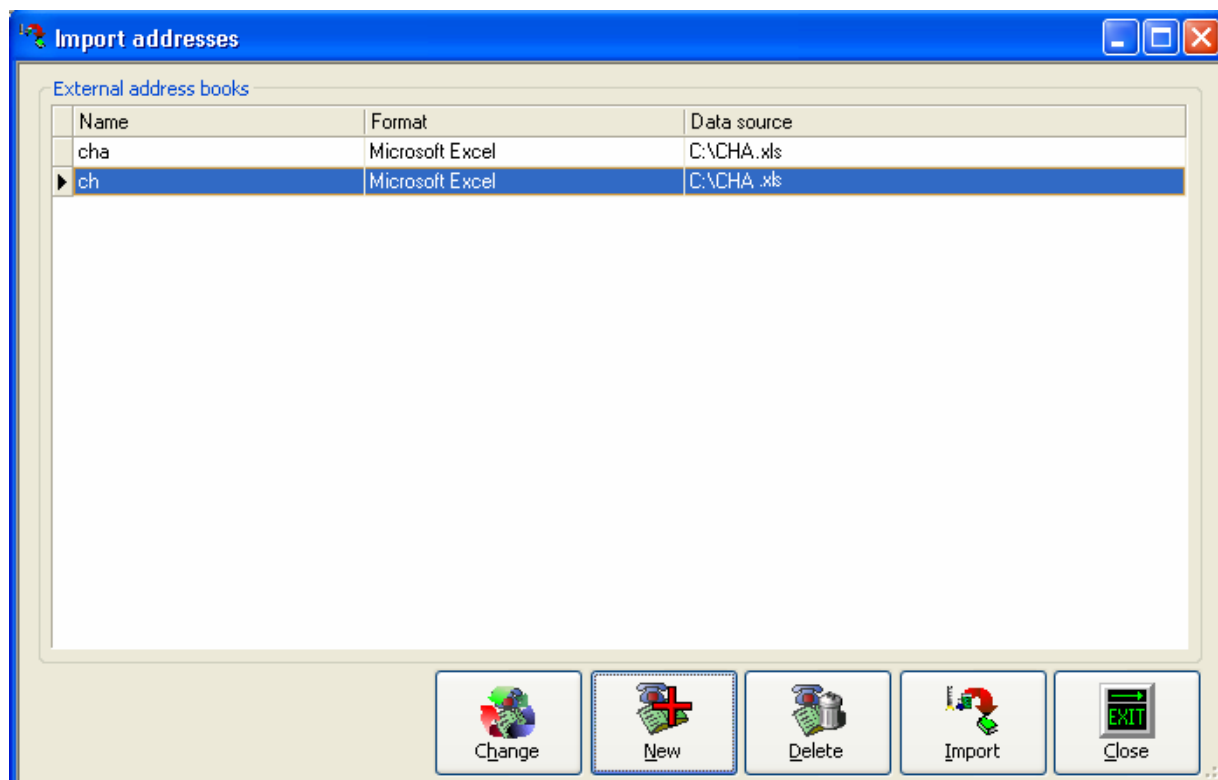 Import addresses
External address books
Name Format Data source
cha Microsoft Excel C:\CHA.xls
ch Microsoft Excel C:\CHA .xls
Change New Delete Import EXIT Close